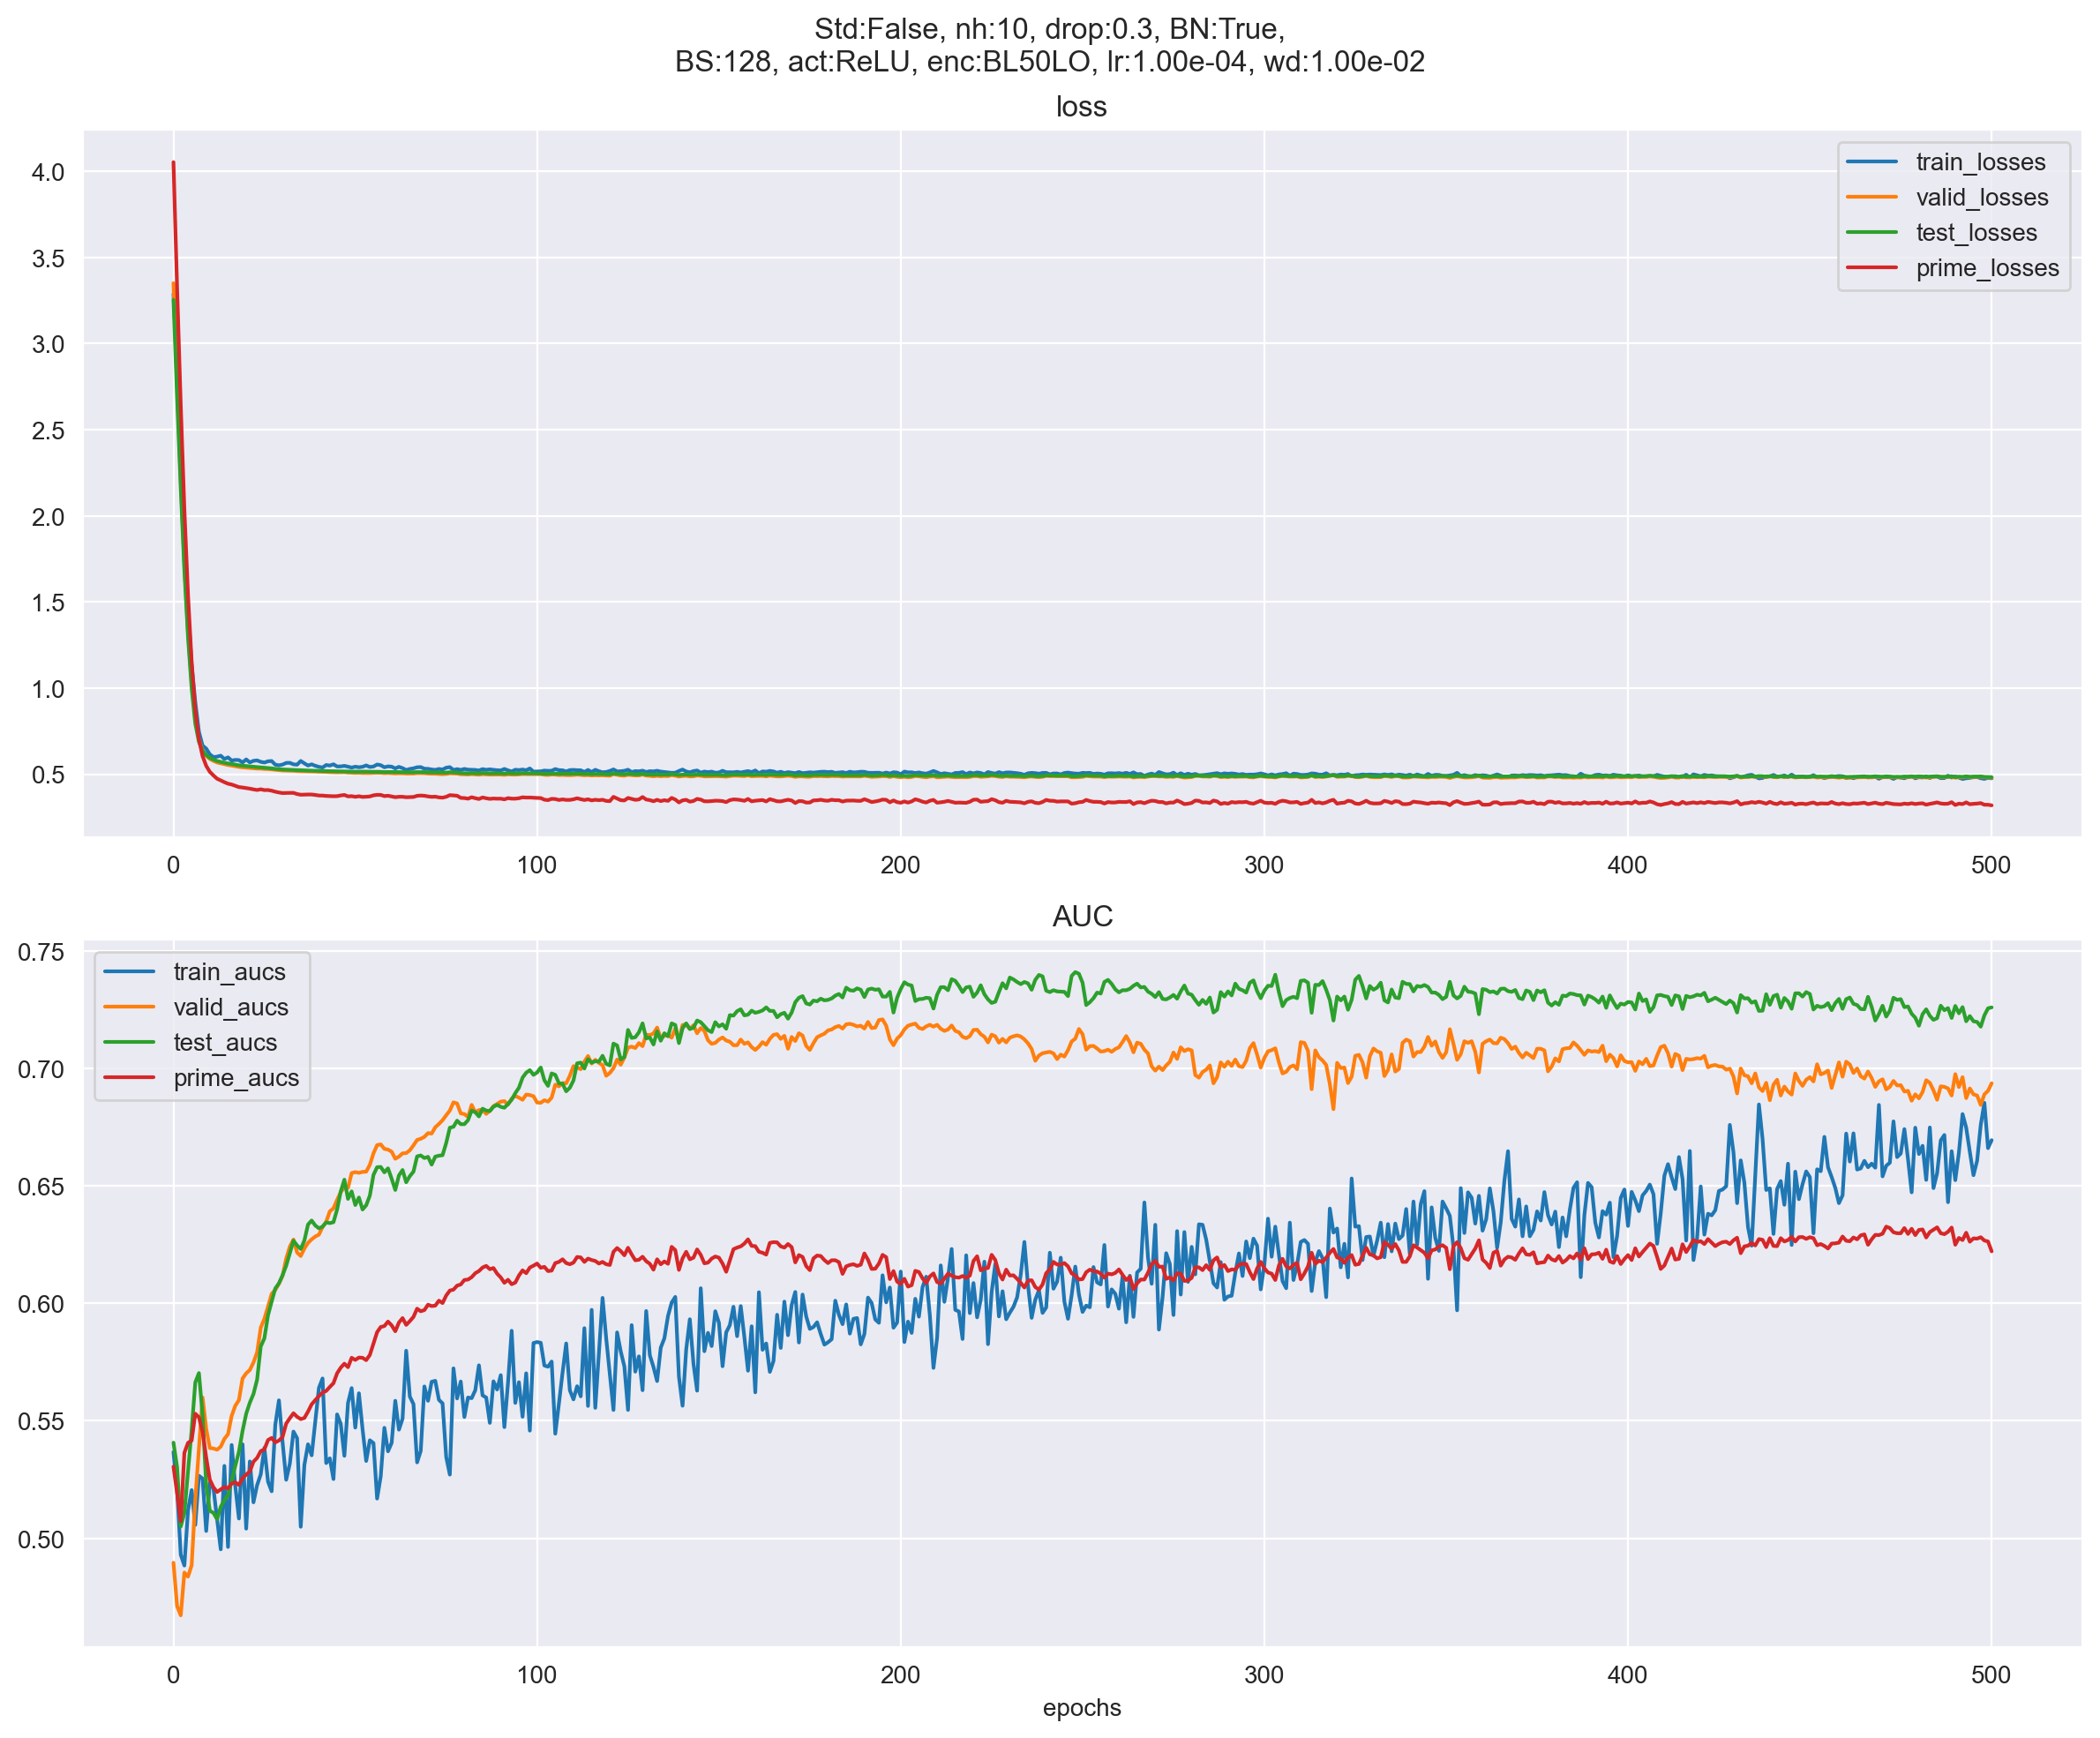 Std:False, nh:10, drop:0.3, BN:True,
BS:128, act:ReLU, enc:BL50LO, lr:1.00e-04, wd:1.00e-02
loss
4.0
3.5
3.0
2.5
2.0
1.5
1.0
0.5
train_losses
valid_losses
test_losses
prime_losses
0 100 200 300 400 500
AUC
0.75
0.70
0.65
0.60
0.55
0.50
train_aucs
valid_aucs
test_aucs
prime_aucs
0 100 200 300 400 500
epochs